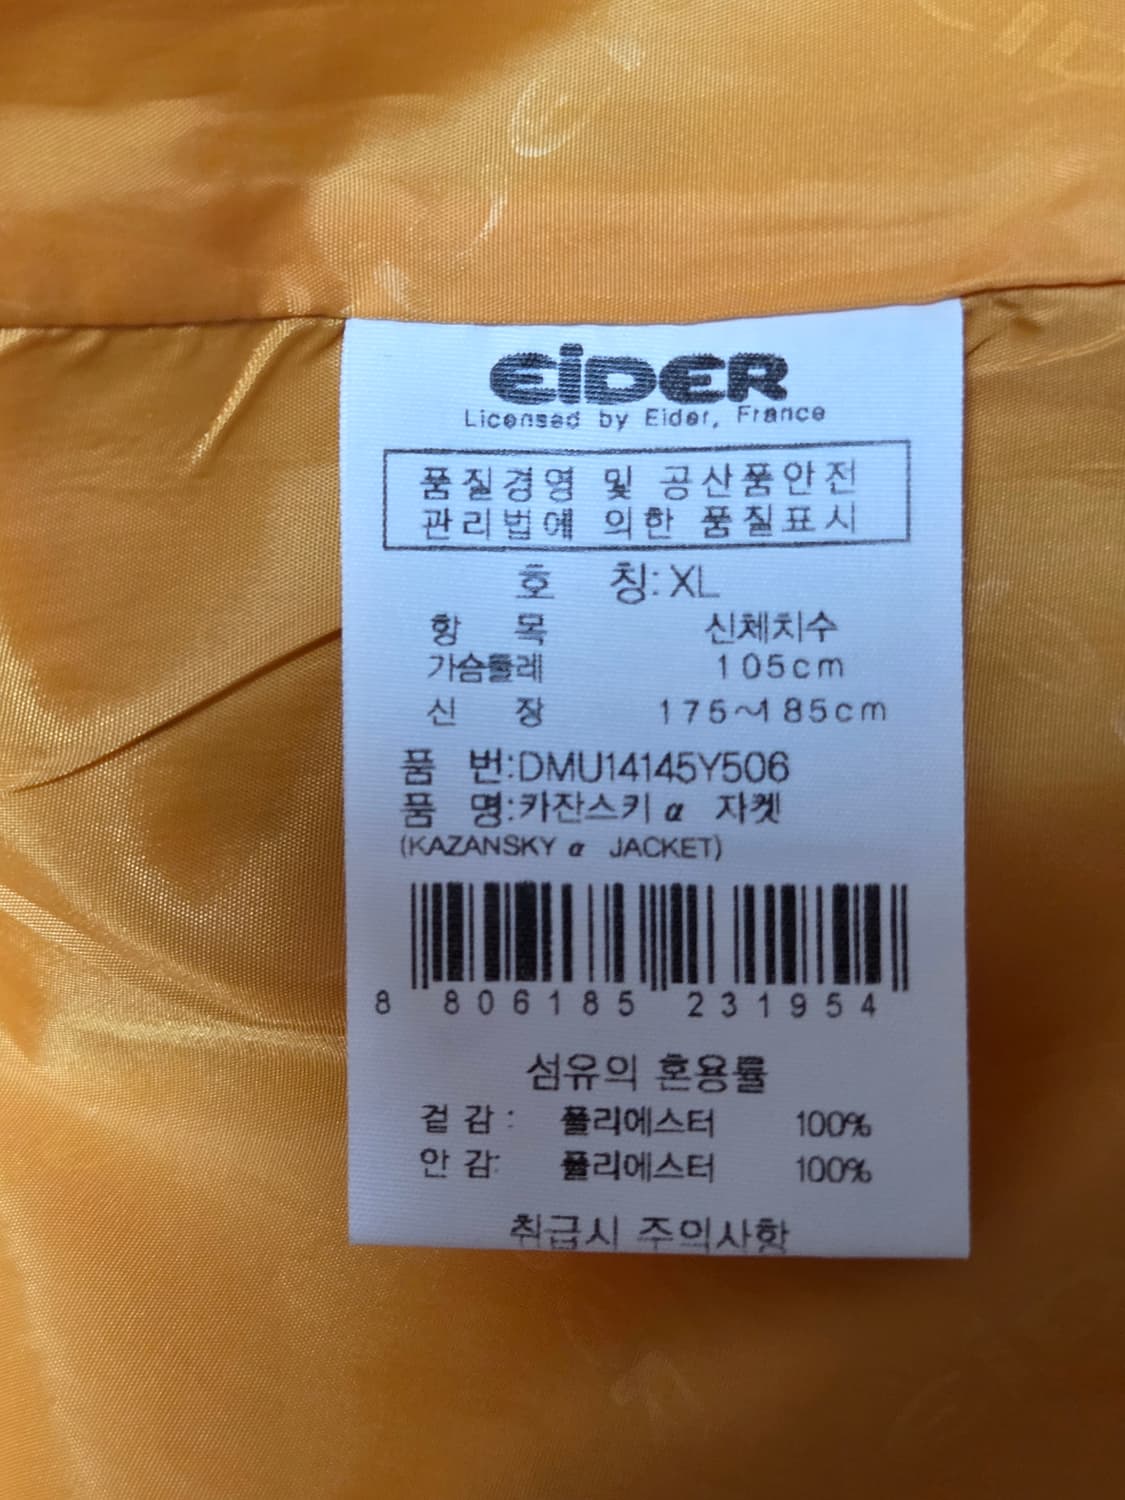 EiDER
Licensed by Eider, France
품질경영 및 공산품안전
관리법에 의한 품질표시
호 칭: XL
항 목 신체치수
가슴둘레 105cm
신 장 175~185cm
품 번:DMU14145Y506
품 명:카잔스키 α 자켓
(KAZANSKY α JACKET)
8 806185 231954
섬유의 혼용률
겉 감 : 폴리에스터 100%
안 감: 폴리에스터 100%
취급시 주의사항